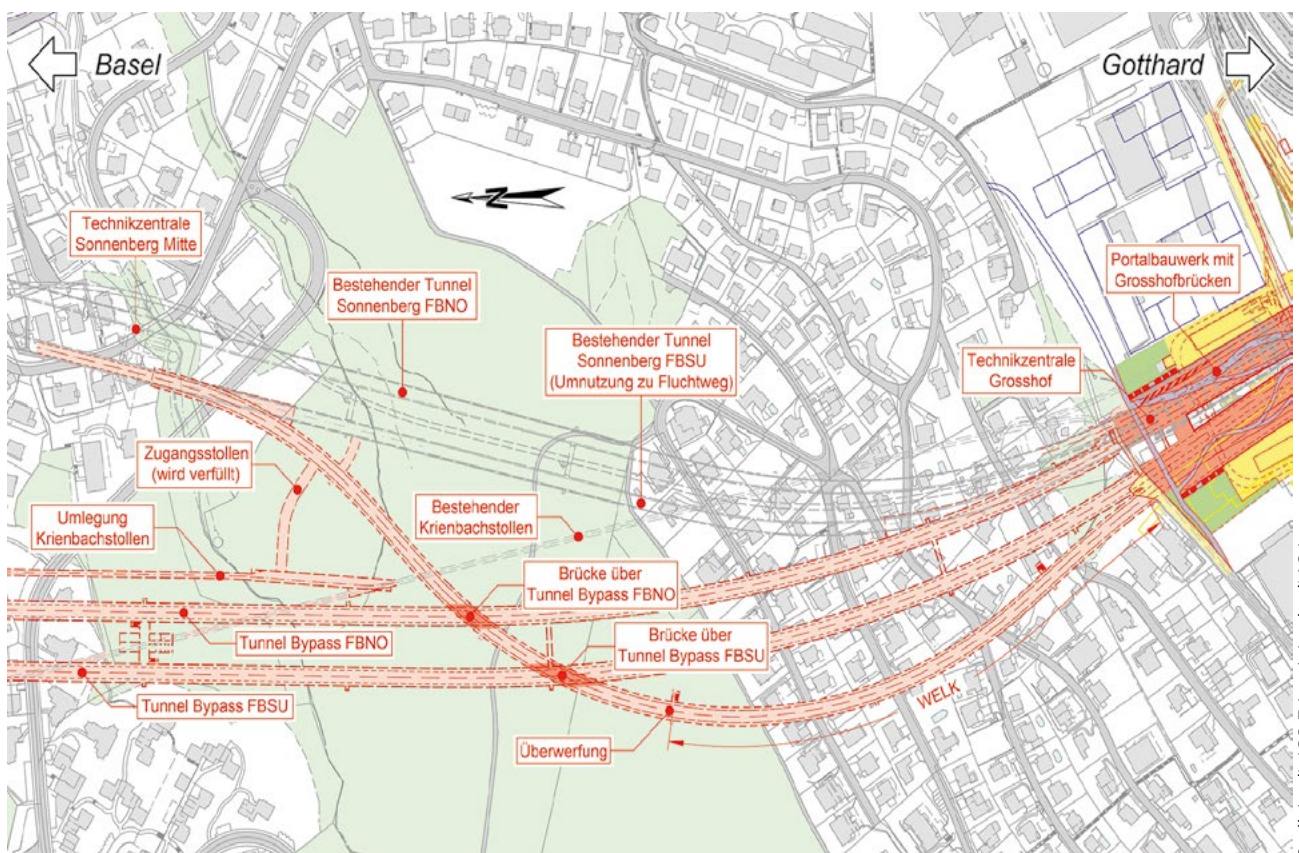 Basel
Gotthard
N
Technikzentrale
Sonnenberg Mitte
Bestehender Tunnel
Sonnenberg FBNO
Portalbauwerk mit
Grosshofbrücken
Bestehender Tunnel
Sonnenberg FBSU
(Umnutzung zu Fluchtweg)
Technikzentrale
Grosshof
Zugangsstollen
(wird verfüllt)
Bestehender
Krienbachstollen
Umlegung
Krienbachstollen
Brücke über
Tunnel Bypass FBNO
Tunnel Bypass FBNO
Brücke über
Tunnel Bypass FBSU
Tunnel Bypass FBSU
WELK
Überwerfung